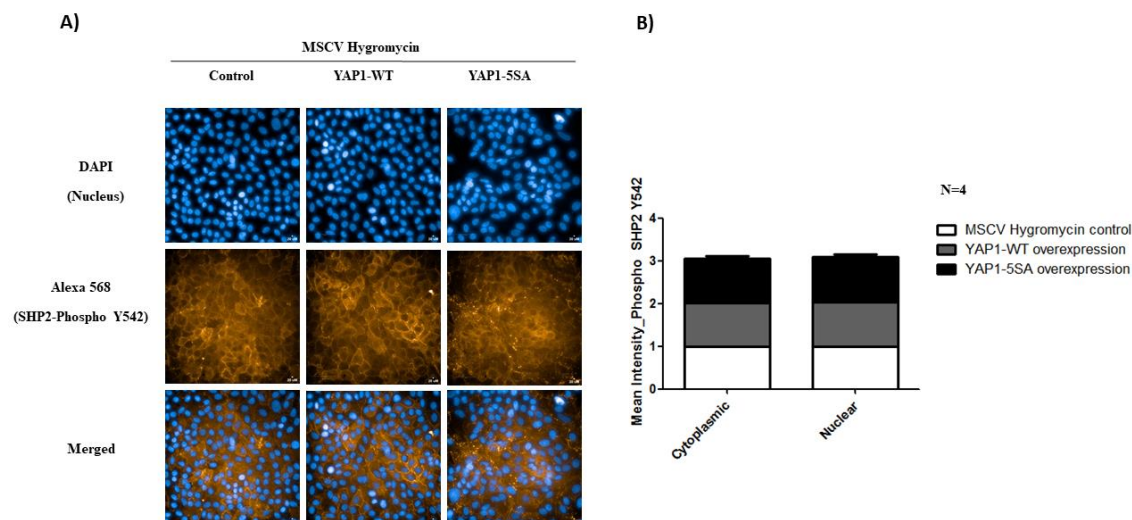 A)
MSCV Hygromycin
Control YAP1-WT YAP1-5SA
DAPI
(Nucleus)
Alexa 568
(SHP2-Phospho Y542)
Merged
B)
N=4
MSCV Hygromycin control
YAP1-WT overexpression
YAP1-5SA overexpression
Mean Intensity_Phospho SHP2 Y542
4
3
2
1
0
Cytoplasmic
Nuclear